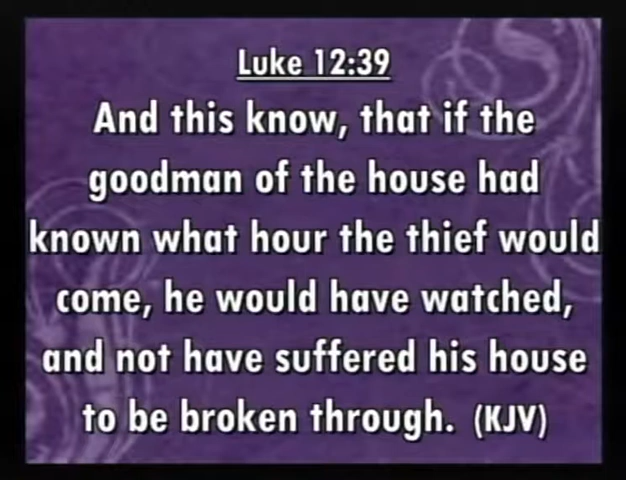 Luke 12:39
And this know, that if the
goodman of the house had
known what hour the thief would
come, he would have watched,
and not have suffered his house
to be broken through. (KJV)